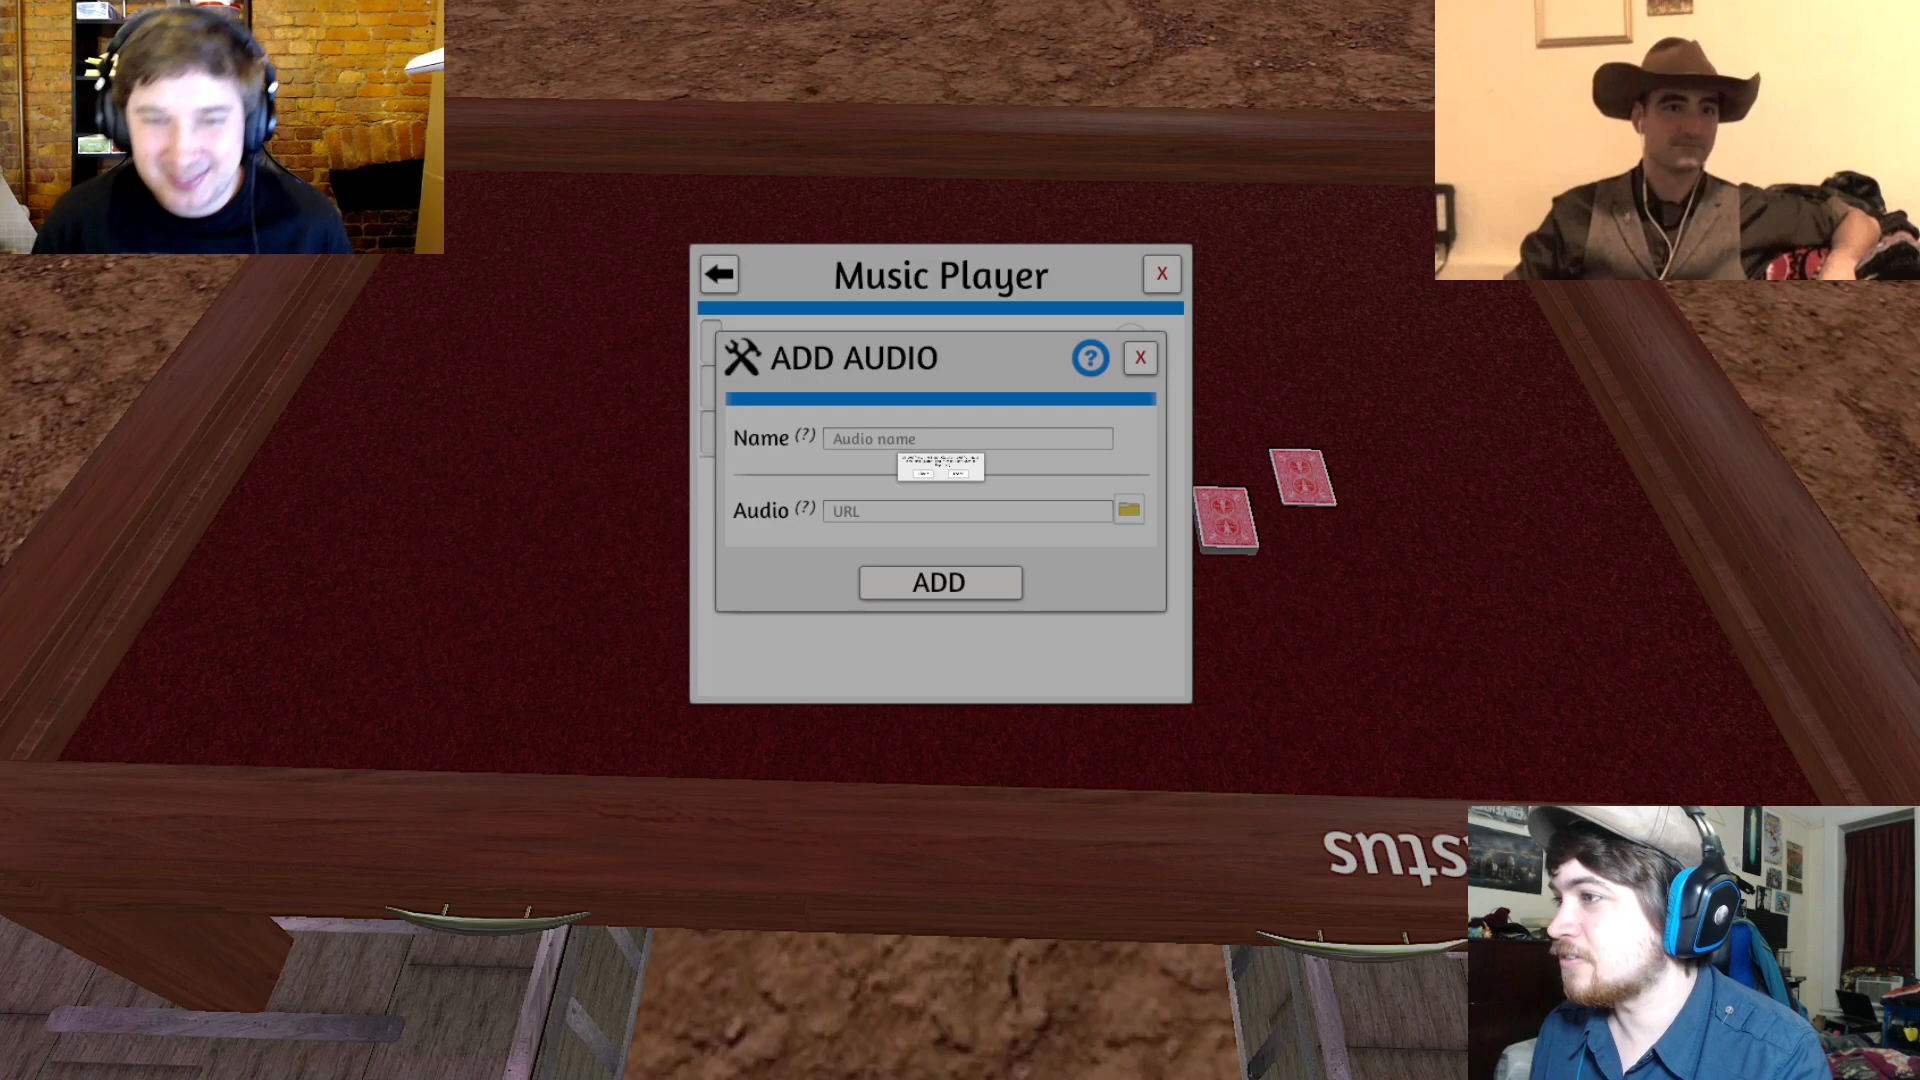 Music Player
X
ADD AUDIO
?
X
Name (?)
Audio name
Audio (?)
URL
ADD